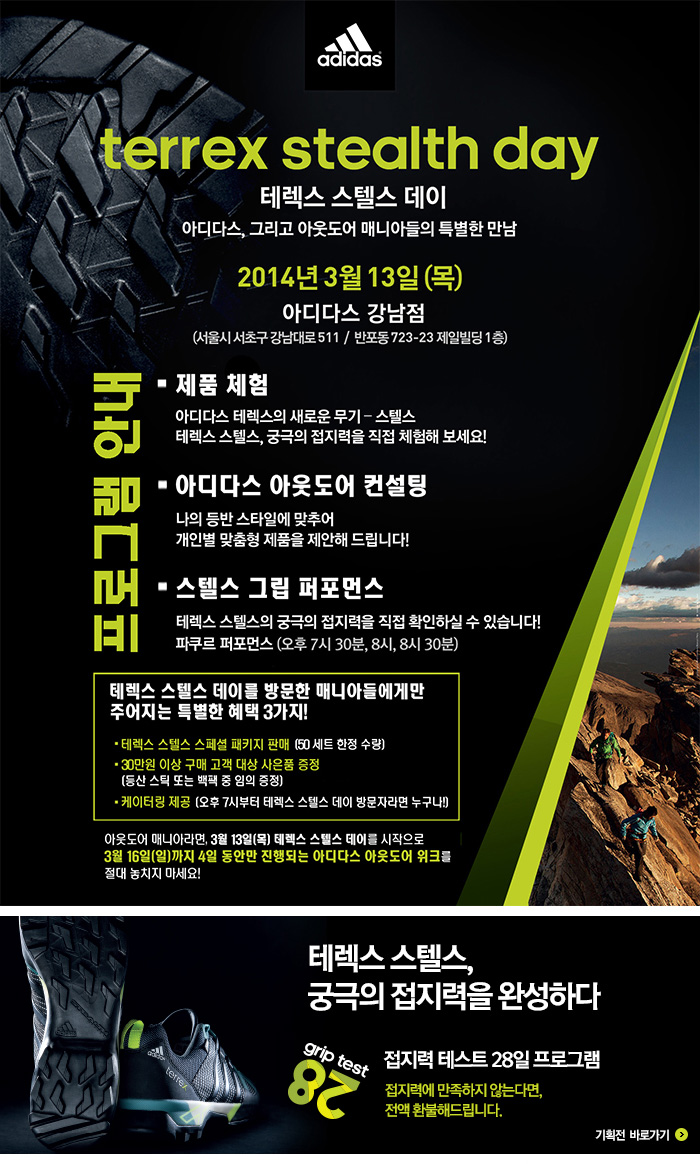 adidas
terrex stealth day
테렉스 스텔스 데이
아디다스, 그리고 아웃도어 매니아들의 특별한 만남
2014년 3월 13일 (목)
아디다스 강남점
(서울시 서초구 강남대로 511 / 반포동 723-23 제일빌딩 1층)
프로그램 안내
제품 체험
아디다스 테렉스의 새로운 무기 – 스텔스
테렉스 스텔스, 궁극의 접지력을 직접 체험해 보세요!
아디다스 아웃도어 컨설팅
나의 등반 스타일에 맞추어
개인별 맞춤형 제품을 제안해 드립니다!
스텔스 그립 퍼포먼스
테렉스 스텔스의 궁극의 접지력을 직접 확인하실 수 있습니다!
파쿠르 퍼포먼스 (오후 7시 30분, 8시, 8시 30분)
테렉스 스텔스 데이를 방문한 매니아들에게만
주어지는 특별한 혜택 3가지!
• 테렉스 스텔스 스페셜 패키지 판매 (50 세트 한정 수량)
• 30만원 이상 구매 고객 대상 사은품 증정
(등산 스틱 또는 백팩 중 임의 증정)
• 케이터링 제공 (오후 7시부터 테렉스 스텔스 데이 방문자라면 누구나!)
아웃도어 매니아라면, 3월 13일(목) 테렉스 스텔스 데이를 시작으로
3월 16일(일)까지 4일 동안만 진행되는 아디다스 아웃도어 위크를
절대 놓치지 마세요!
테렉스 스텔스,
궁극의 접지력을 완성하다
adidas
terrex
grip test
28
접지력 테스트 28일 프로그램
접지력에 만족하지 않는다면,
전액 환불해드립니다.
기획전 바로가기